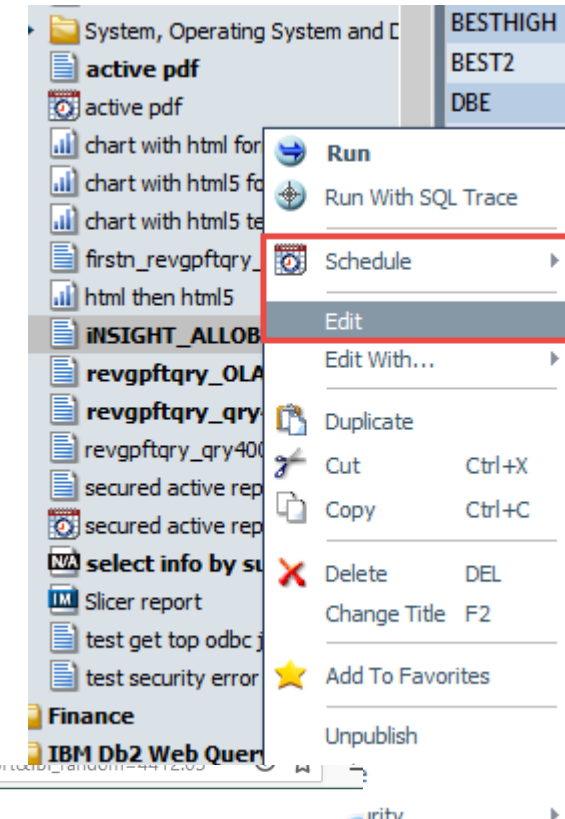 System, Operating System and D
active pdf
active pdf
chart with html for
chart with html5 fo
chart with html5 te
firstn_revgpftqry_
html then html5
iNSIGHT_ALLOB
revgpftqry_OLA
revgpftqry_qry
revgpftqry_qry400
secured active rep
secured active rep
N/A select info by su
IM Slicer report
test get top odbc j
test security error
Finance
IBM Db2 Web Query
BESTHIGH
BEST2
DBE
Run
Run With SQL Trace
Schedule
Edit
Edit With...
Duplicate
Cut Ctrl+X
Copy Ctrl+C
Delete DEL
Change Title F2
Add To Favorites
Unpublish